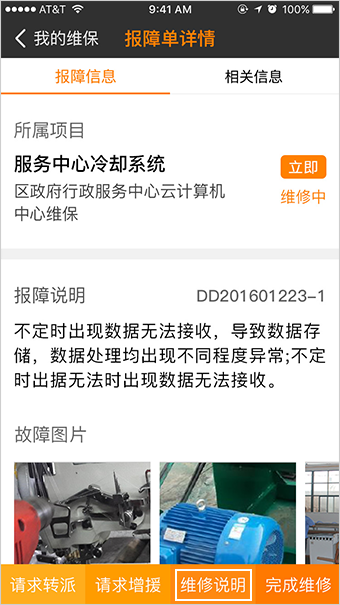 AT&T 9:41 AM 100%
我的维保 报障单详情
报障信息 相关信息
所属项目
服务中心冷却系统 立即
区政府行政服务中心云计算机 维修中
中心维保
报障说明 DD201601223-1
不定时出现数据无法接收，导致数据存
储，数据处理均出现不同程度异常;不定
时出据无法时出现数据无法接收。
故障图片
请求转派 请求增援 维修说明 完成维修